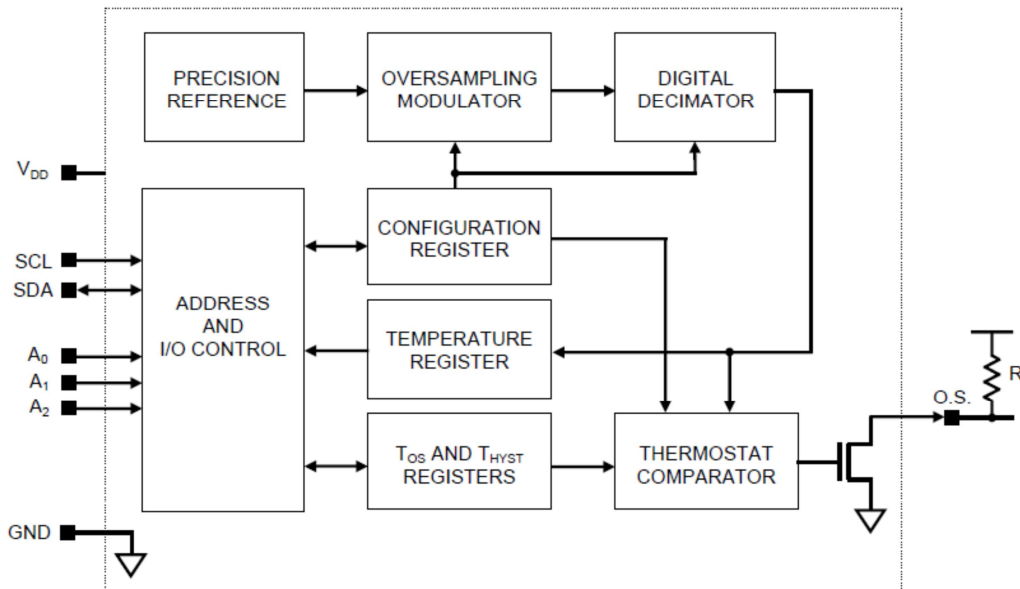 PRECISION
REFERENCE
OVERSAMPLING
MODULATOR
DIGITAL
DECIMATOR
VDD
SCL
SDA
A0
A1
A2
GND
ADDRESS
AND
I/O CONTROL
CONFIGURATION
REGISTER
TEMPERATURE
REGISTER
TOS AND THYST
REGISTERS
THERMOSTAT
COMPARATOR
O.S.
R